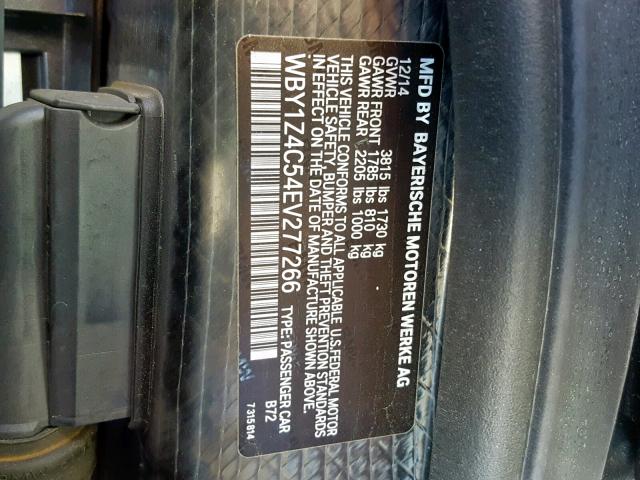 MFD BY BAYERISCHE MOTOREN WERKE AG
12/14
GVWR 3815 lbs 1730 kg
GAWR FRONT 1785 lbs 810 kg
GAWR REAR 2205 lbs 1000 kg
THIS VEHICLE CONFORMS TO ALL APPLICABLE U.S.FEDERAL MOTOR
VEHICLE SAFETY, BUMPER AND THEFT PREVENTION STANDARDS
IN EFFECT ON THE DATE OF MANUFACTURE SHOWN ABOVE.
WBY1Z4C54EV277266 TYPE: PASSENGER CAR
B72
7315614